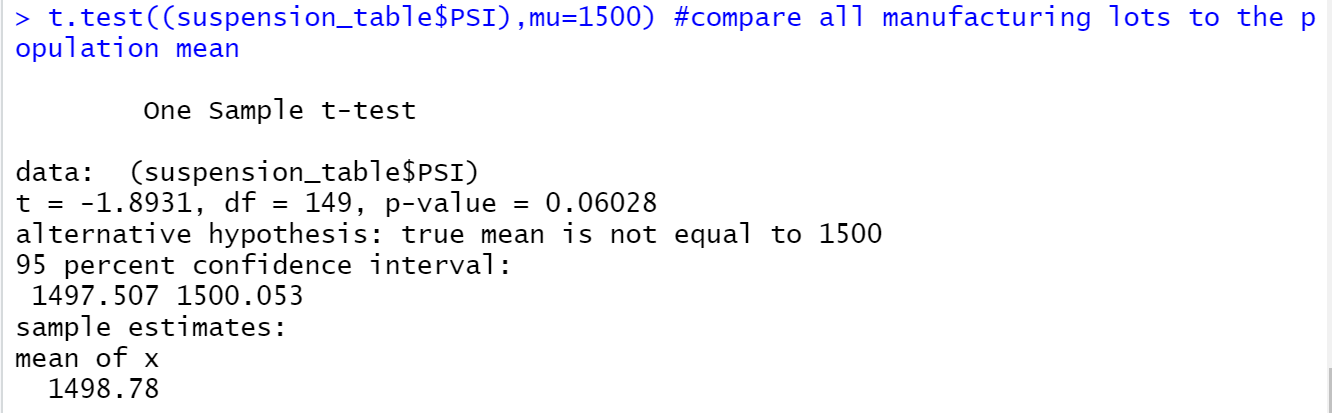 > t.test((suspension_table$PSI),mu=1500) #compare all manufacturing lots to the p
opulation mean
One Sample t-test
data:  (suspension_table$PSI)
t = -1.8931, df = 149, p-value = 0.06028
alternative hypothesis: true mean is not equal to 1500
95 percent confidence interval:
1497.507 1500.053
sample estimates:
mean of x
1498.78